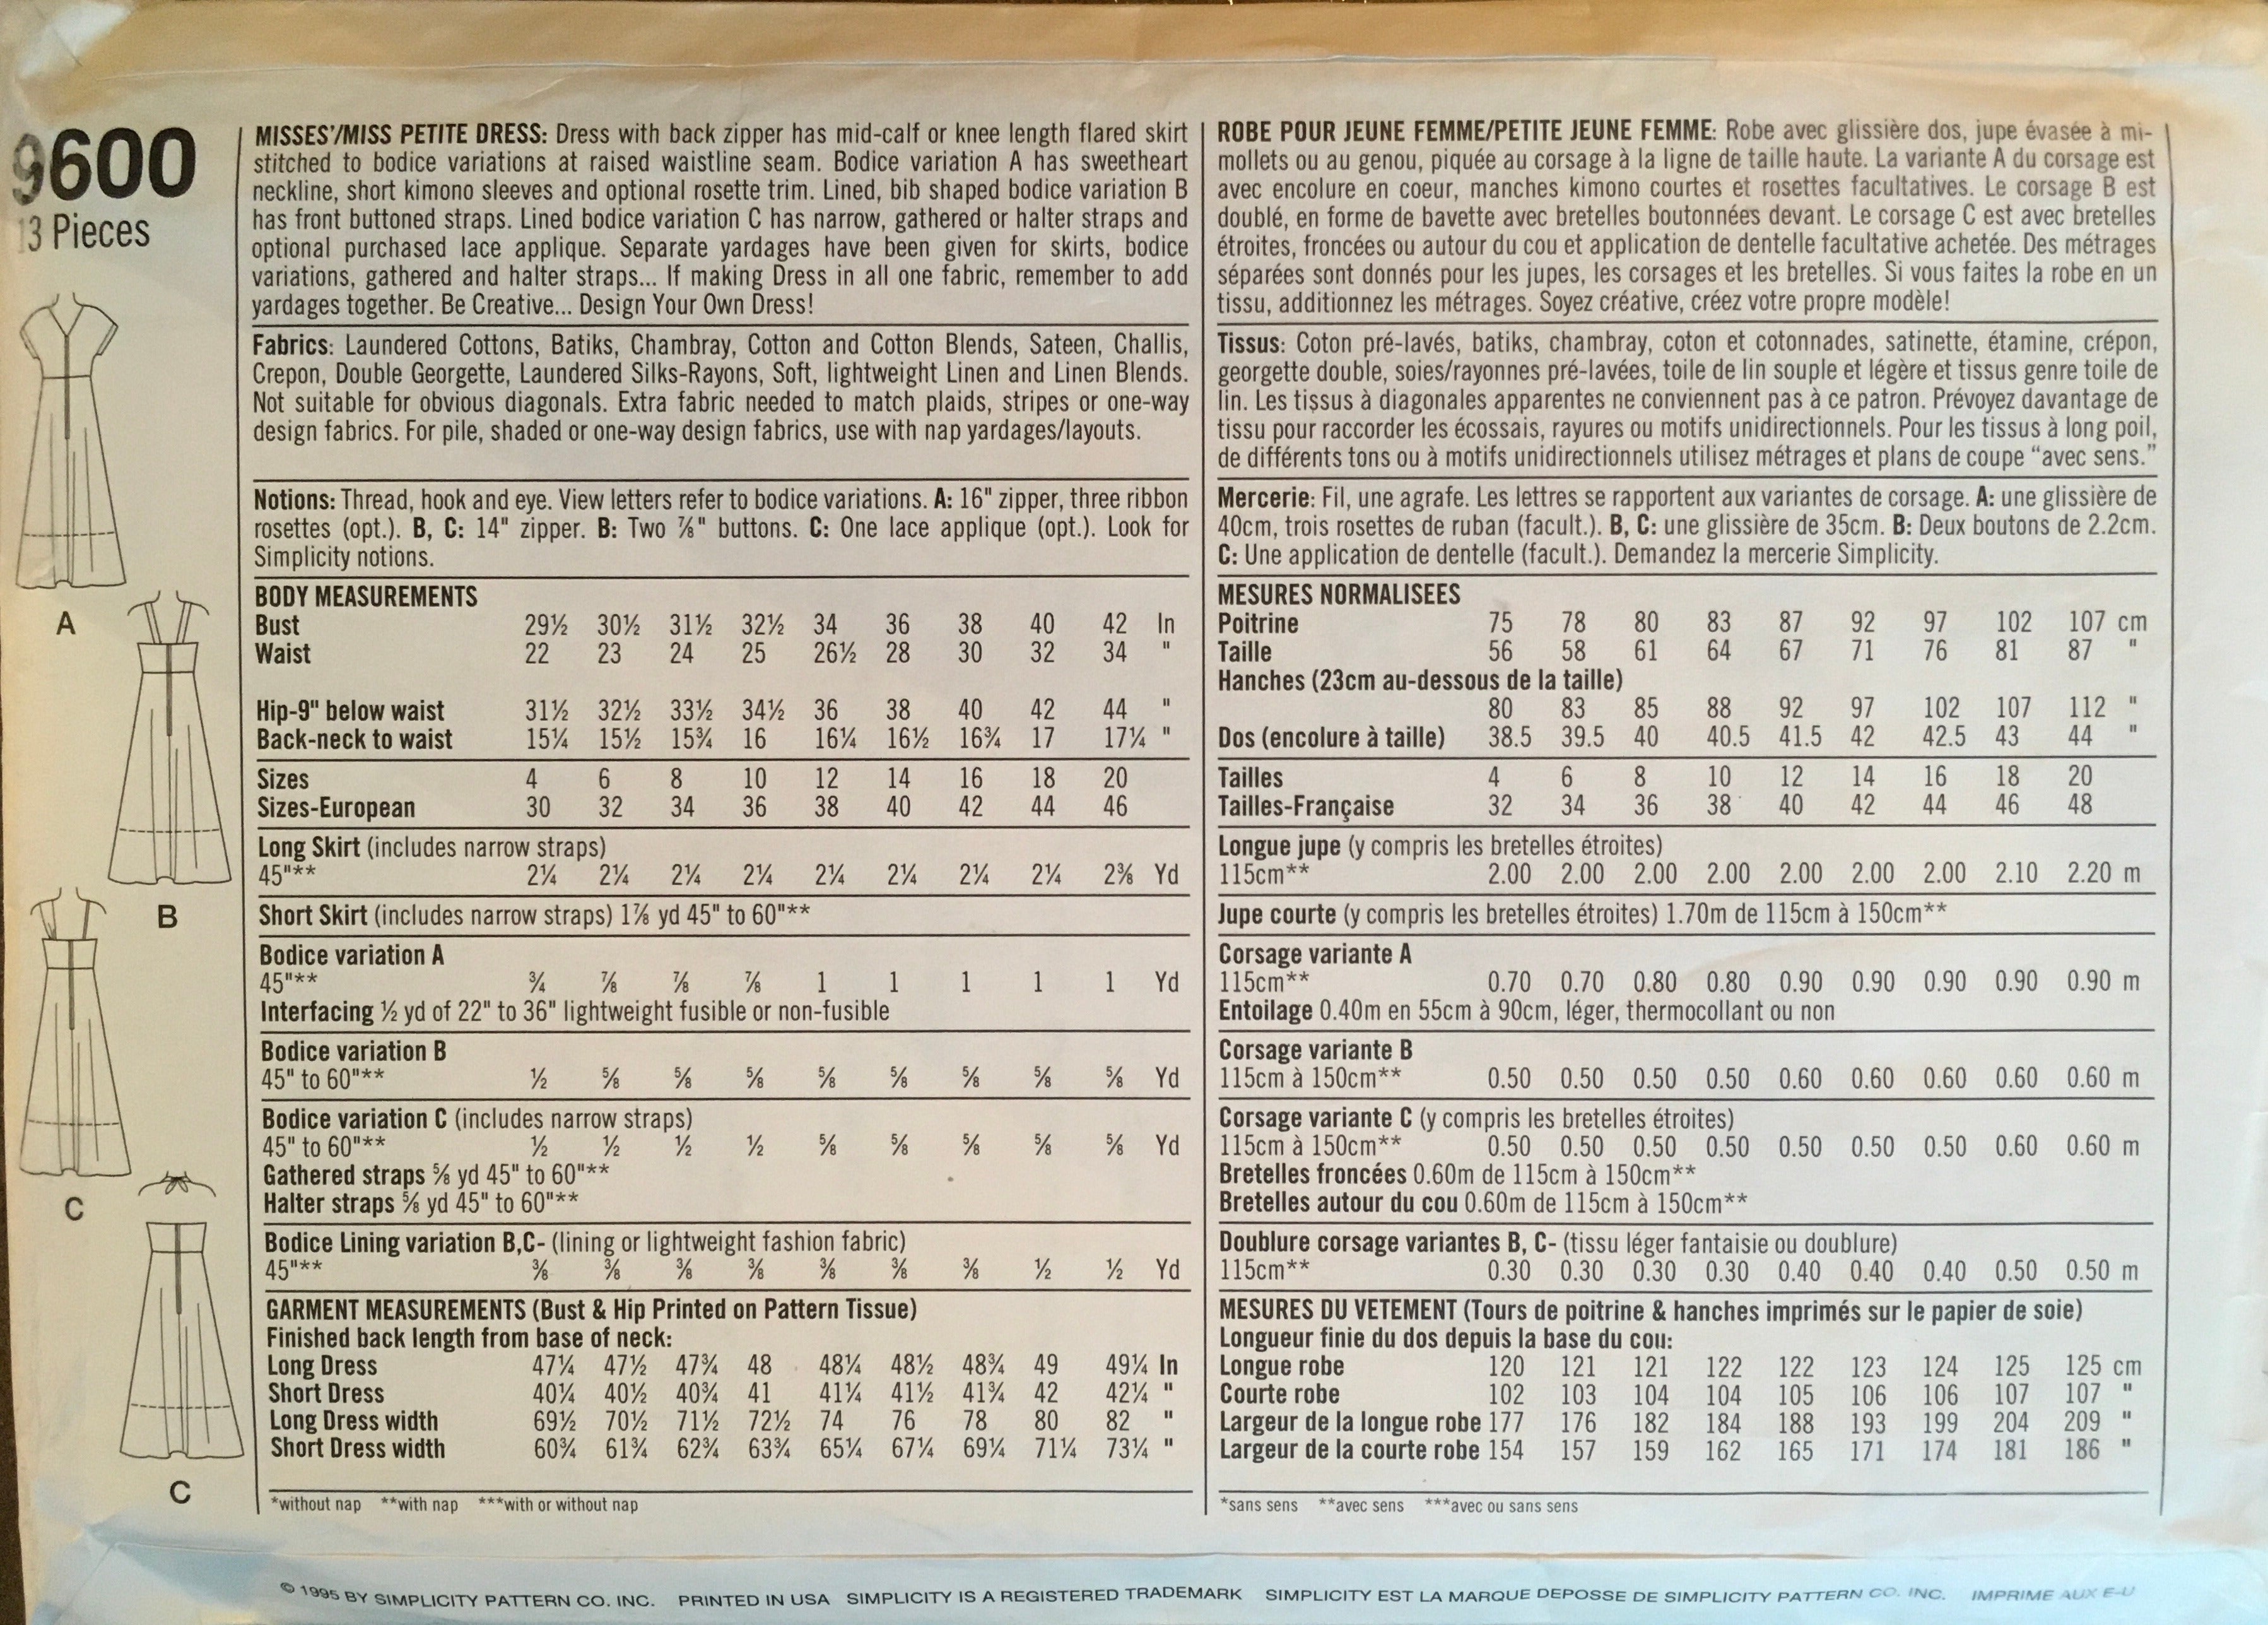 9600
13 Pieces
A
B
C
C
MISSES'/MISS PETITE DRESS: Dress with back zipper has mid-calf or knee length flared skirt
stitched to bodice variations at raised waistline seam. Bodice variation A has sweetheart
neckline, short kimono sleeves and optional rosette trim. Lined, bib shaped bodice variation B
has front buttoned straps. Lined bodice variation C has narrow, gathered or halter straps and
optional purchased lace applique. Separate yardages have been given for skirts, bodice
variations, gathered and halter straps... If making Dress in all one fabric, remember to add
yardages together. Be Creative... Design Your Own Dress!
Fabrics: Laundered Cottons, Batiks, Chambray, Cotton and Cotton Blends, Sateen, Challis,
Crepon, Double Georgette, Laundered Silks-Rayons, Soft, lightweight Linen and Linen Blends.
Not suitable for obvious diagonals. Extra fabric needed to match plaids, stripes or one-way
design fabrics. For pile, shaded or one-way design fabrics, use with nap yardages/layouts.
Notions: Thread, hook and eye. View letters refer to bodice variations. A: 16" zipper, three ribbon
rosettes (opt.). B, C: 14" zipper. B: Two ⅞" buttons. C: One lace applique (opt.). Look for
Simplicity notions.
BODY MEASUREMENTS
Bust 29½ 30½ 31½ 32½ 34 36 38 40 42 In
Waist 22 23 24 25 26½ 28 30 32 34 "
Hip-9" below waist 31½ 32½ 33½ 34½ 36 38 40 42 44 "
Back-neck to waist 15¼ 15½ 15¾ 16 16¼ 16½ 16¾ 17 17¼ "
Sizes 4 6 8 10 12 14 16 18 20
Sizes-European 30 32 34 36 38 40 42 44 46
Long Skirt (includes narrow straps)
45"** 2¼ 2¼ 2¼ 2¼ 2¼ 2¼ 2¼ 2¼ 2⅜ Yd
Short Skirt (includes narrow straps) 1⅞ yd 45" to 60"**
Bodice variation A
45"** ¾ ⅞ ⅞ ⅞ 1 1 1 1 1 Yd
Interfacing ½ yd of 22" to 36" lightweight fusible or non-fusible
Bodice variation B
45" to 60"** ½ ⅝ ⅝ ⅝ ⅝ ⅝ ⅝ ⅝ ⅝ Yd
Bodice variation C (includes narrow straps)
45" to 60"** ½ ½ ½ ½ ⅝ ⅝ ⅝ ⅝ ⅝ Yd
Gathered straps ⅝ yd 45" to 60"**
Halter straps ⅝ yd 45" to 60"**
Bodice Lining variation B,C- (lining or lightweight fashion fabric)
45"** ⅜ ⅜ ⅜ ⅜ ⅜ ⅜ ⅜ ½ ½ Yd
GARMENT MEASUREMENTS (Bust & Hip Printed on Pattern Tissue)
Finished back length from base of neck:
Long Dress 47¼ 47½ 47¾ 48 48¼ 48½ 48¾ 49 49¼ In
Short Dress 40¼ 40½ 40¾ 41 41¼ 41½ 41¾ 42 42¼ "
Long Dress width 69½ 70½ 71½ 72½ 74 76 78 80 82 "
Short Dress width 60¾ 61¾ 62¾ 63¾ 65¼ 67¼ 69¼ 71¼ 73¼ "
*without nap **with nap ***with or without nap
ROBE POUR JEUNE FEMME/PETITE JEUNE FEMME: Robe avec glissière dos, jupe évasée à mi-
mollets ou au genou, piquée au corsage à la ligne de taille haute. La variante A du corsage est
avec encolure en coeur, manches kimono courtes et rosettes facultatives. Le corsage B est
doublé, en forme de bavette avec bretelles boutonnées devant. Le corsage C est avec bretelles
étroites, froncées ou autour du cou et application de dentelle facultative achetée. Des métrages
séparées sont donnés pour les jupes, les corsages et les bretelles. Si vous faites la robe en un
tissu, additionnez les métrages. Soyez créative, créez votre propre modèle!
Tissus: Coton pré-lavés, batiks, chambray, coton et cotonnades, satinette, étamine, crépon,
georgette double, soies/rayonnes pré-lavées, toile de lin souple et légère et tissus genre toile de
lin. Les tissus à diagonales apparentes ne conviennent pas à ce patron. Prévoyez davantage de
tissu pour raccorder les écossais, rayures ou motifs unidirectionnels. Pour les tissus à long poil,
de différents tons ou à motifs unidirectionnels utilisez métrages et plans de coupe “avec sens.”
Mercerie: Fil, une agrafe. Les lettres se rapportent aux variantes de corsage. A: une glissière de
40cm, trois rosettes de ruban (facult.). B, C: une glissière de 35cm. B: Deux boutons de 2.2cm.
C: Une application de dentelle (facult.). Demandez la mercerie Simplicity.
MESURES NORMALISEES
Poitrine 75 78 80 83 87 92 97 102 107 cm
Taille 56 58 61 64 67 71 76 81 87 "
Hanches (23cm au-dessous de la taille)
80 83 85 88 92 97 102 107 112 "
Dos (encolure à taille) 38.5 39.5 40 40.5 41.5 42 42.5 43 44 "
Tailles 4 6 8 10 12 14 16 18 20
Tailles-Française 32 34 36 38 40 42 44 46 48
Longue jupe (y compris les bretelles étroites)
115cm** 2.00 2.00 2.00 2.00 2.00 2.00 2.00 2.10 2.20 m
Jupe courte (y compris les bretelles étroites) 1.70m de 115cm à 150cm**
Corsage variante A
115cm** 0.70 0.70 0.80 0.80 0.90 0.90 0.90 0.90 0.90 m
Entoilage 0.40m en 55cm à 90cm, léger, thermocollant ou non
Corsage variante B
115cm à 150cm** 0.50 0.50 0.50 0.50 0.60 0.60 0.60 0.60 0.60 m
Corsage variante C (y compris les bretelles étroites)
115cm à 150cm** 0.50 0.50 0.50 0.50 0.50 0.50 0.50 0.60 0.60 m
Bretelles froncées 0.60m de 115cm à 150cm**
Bretelles autour du cou 0.60m de 115cm à 150cm**
Doublure corsage variantes B, C- (tissu léger fantaisie ou doublure)
115cm** 0.30 0.30 0.30 0.30 0.40 0.40 0.40 0.50 0.50 m
MESURES DU VETEMENT (Tours de poitrine & hanches imprimés sur le papier de soie)
Longueur finie du dos depuis la base du cou:
Longue robe 120 121 121 122 122 123 124 125 125 cm
Courte robe 102 103 104 104 105 106 106 107 107 "
Largeur de la longue robe 177 176 182 184 188 193 199 204 209 "
Largeur de la courte robe 154 157 159 162 165 171 174 181 186 "
*sans sens **avec sens ***avec ou sans sens
© 1995 BY SIMPLICITY PATTERN CO. INC. PRINTED IN USA SIMPLICITY IS A REGISTERED TRADEMARK SIMPLICITY EST LA MARQUE DEPOSSE DE SIMPLICITY PATTERN CO. INC. IMPRIME AUX E-U